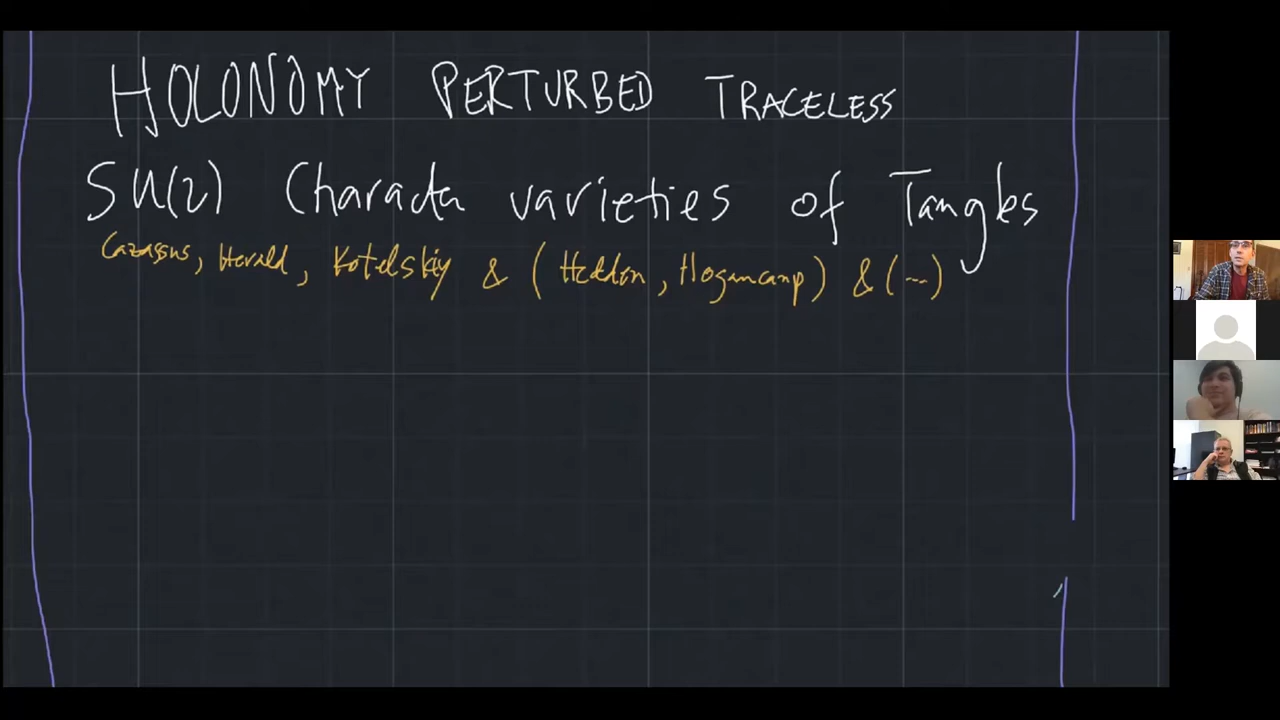 HOLONOMY PERTURBED TRACELESS
SU(2) Character varieties of Tangles
Cazassus, Herald, Kotelskiy & (Hedden, Hogancamp) & (...)